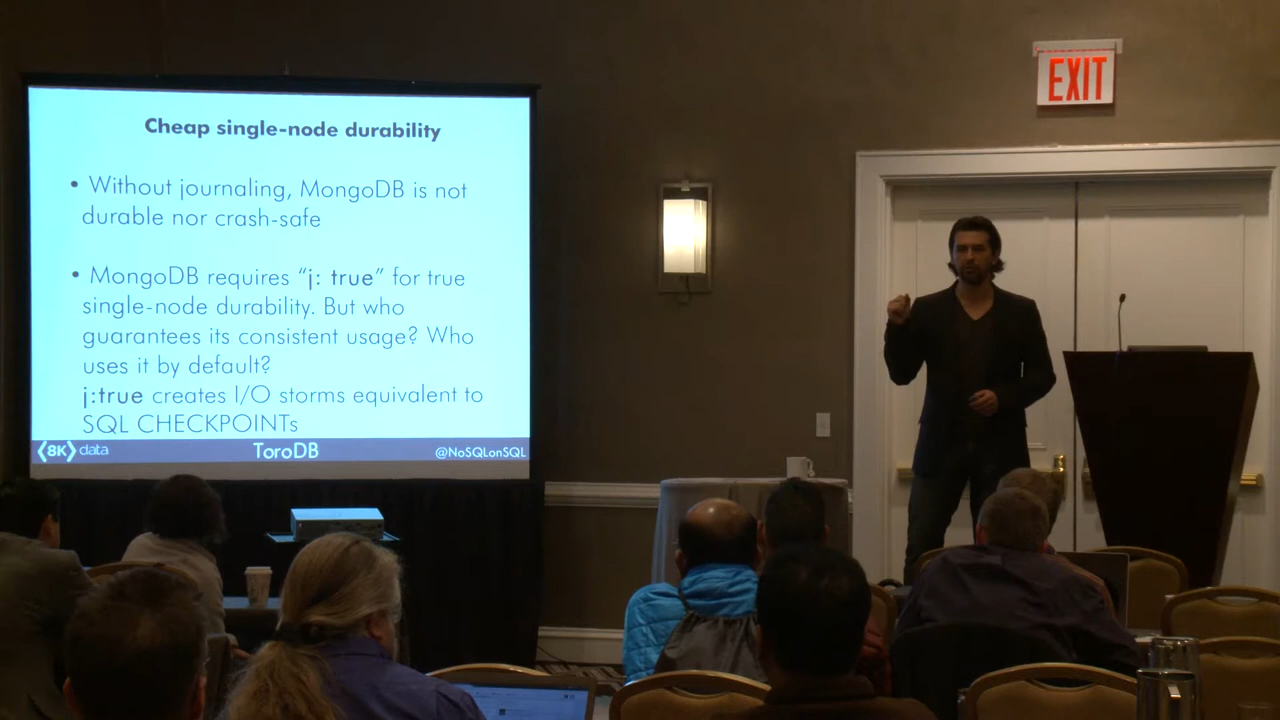 Cheap single-node durability
• Without journaling, MongoDB is not
durable nor crash-safe
• MongoDB requires "j: true" for true
single-node durability. But who
guarantees its consistent usage? Who
uses it by default?
j:true creates I/O storms equivalent to
SQL CHECKPOINTs
8K data
ToroDB
@NoSQLonSQL
EXIT